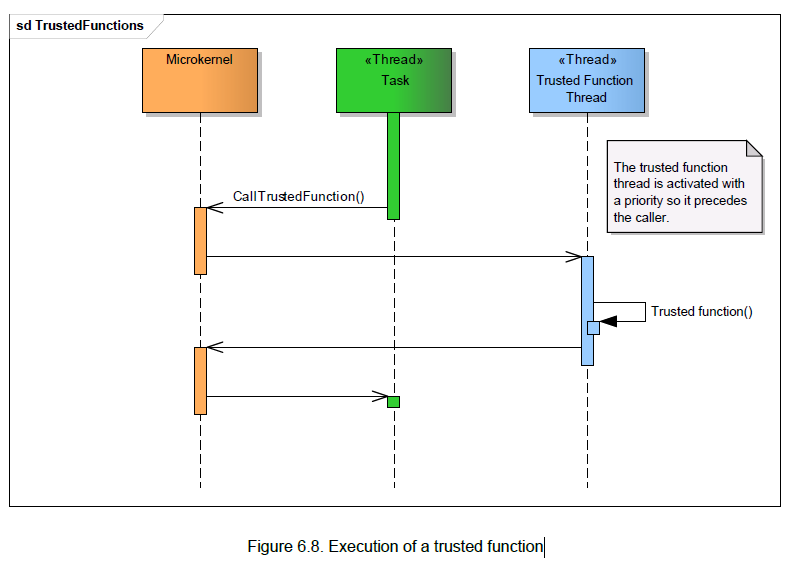 sd TrustedFunctions
Microkernel
«Thread»
Task
«Thread»
Trusted Function
Thread
The trusted function
thread is activated with
a priority so it precedes
the caller.
CallTrustedFunction()
Trusted function()
Figure 6.8. Execution of a trusted function